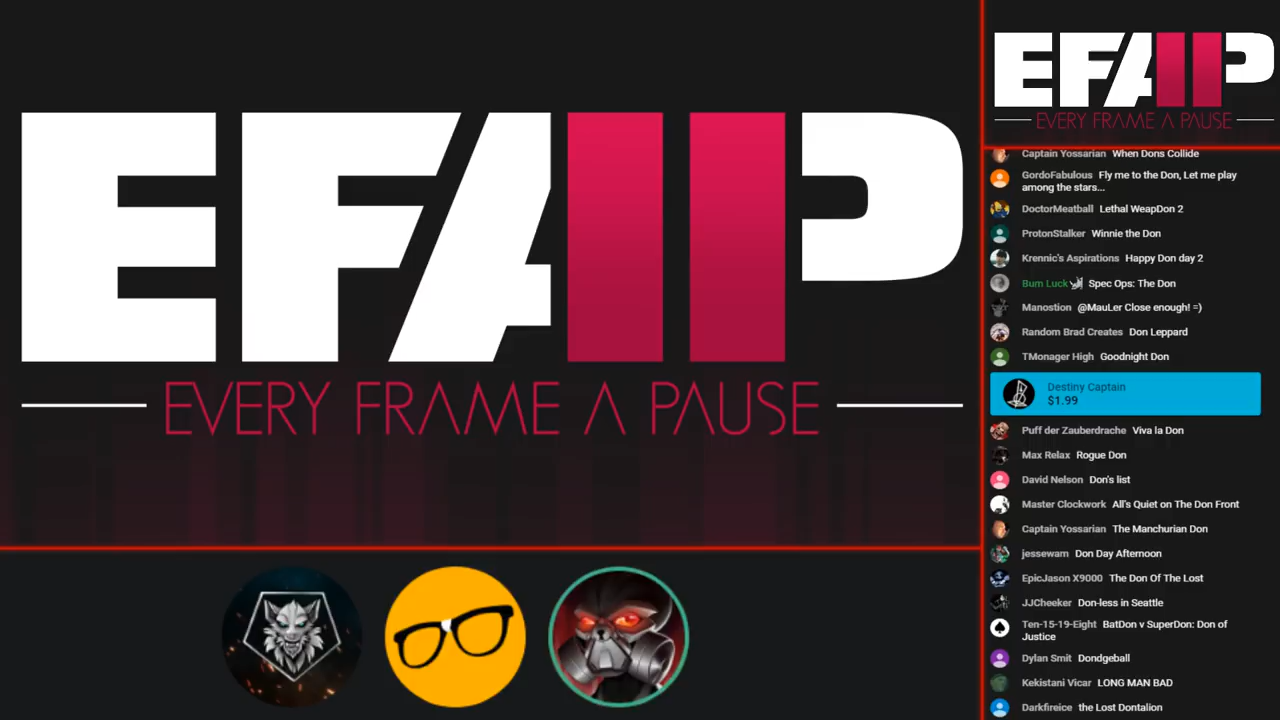 EFAP
EVERY FRAME A PAUSE
EFAP
EVERY FRAME A PAUSE
Captain Yossarian When Dons Collide
GordoFabulous Fly me to the Don, Let me play
among the stars...
DoctorMeatball Lethal WeapDon 2
ProtonStalker Winnie the Don
Krennic's Aspirations Happy Don day 2
Bum Luck Spec Ops: The Don
Manostion @MauLer Close enough! =)
Random Brad Creates Don Leppard
TManager High Goodnight Don
Destiny Captain
$1.99
Puff der Zauberdrache Viva la Don
Max Relax Rogue Don
David Nelson Don's list
Master Clockwork All's Quiet on The Don Front
Captain Yossarian The Manchurian Don
jessewam Don Day Afternoon
EpicJason X9000 The Don Of The Lost
JJCheeker Don-less in Seattle
Ten-15-19-Eight BatDon v SuperDon: Don of
Justice
Dylan Smit Dondgeball
Kekistani Vicar LONG MAN BAD
Darkfireice the Lost Dontalion